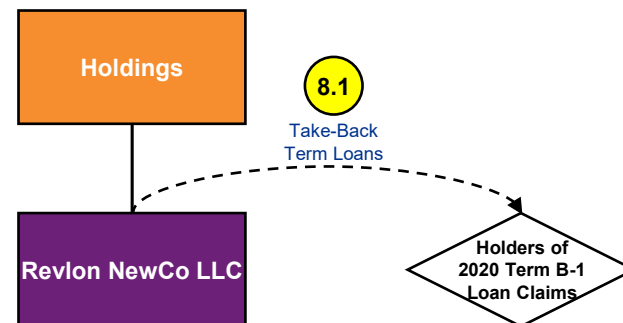 Holdings
8.1
Take-Back
Term Loans
Revlon NewCo LLC
Holders of
2020 Term B-1
Loan Claims